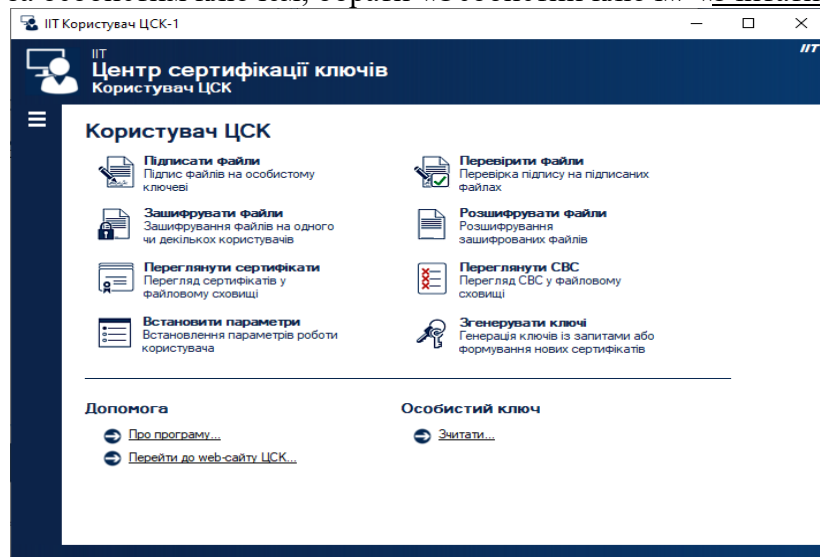 ІІТ Користувач ЦСК-1
ІІТ
Центр сертифікації ключів
Користувач ЦСК
ІІТ
Користувач ЦСК
Підписати файли
Підпис файлів на особистому
ключеві
Перевірити файли
Перевірка підпису на підписаних
файлах
Зашифрувати файли
Зашифрування файлів на одного
чи декількох користувачів
Розшифрувати файли
Розшифрування
зашифрованих файлів
Переглянути сертифікати
Перегляд сертифікатів у
файловому сховищі
Переглянути СВС
Перегляд СВС у файловому
сховищі
Встановити параметри
Встановлення параметрів роботи
користувача
Згенерувати ключі
Генерація ключів із запитами або
формування нових сертифікатів
Допомога
Про програму...
Перейти до web-сайту ЦСК...
Особистий ключ
Зчитати...